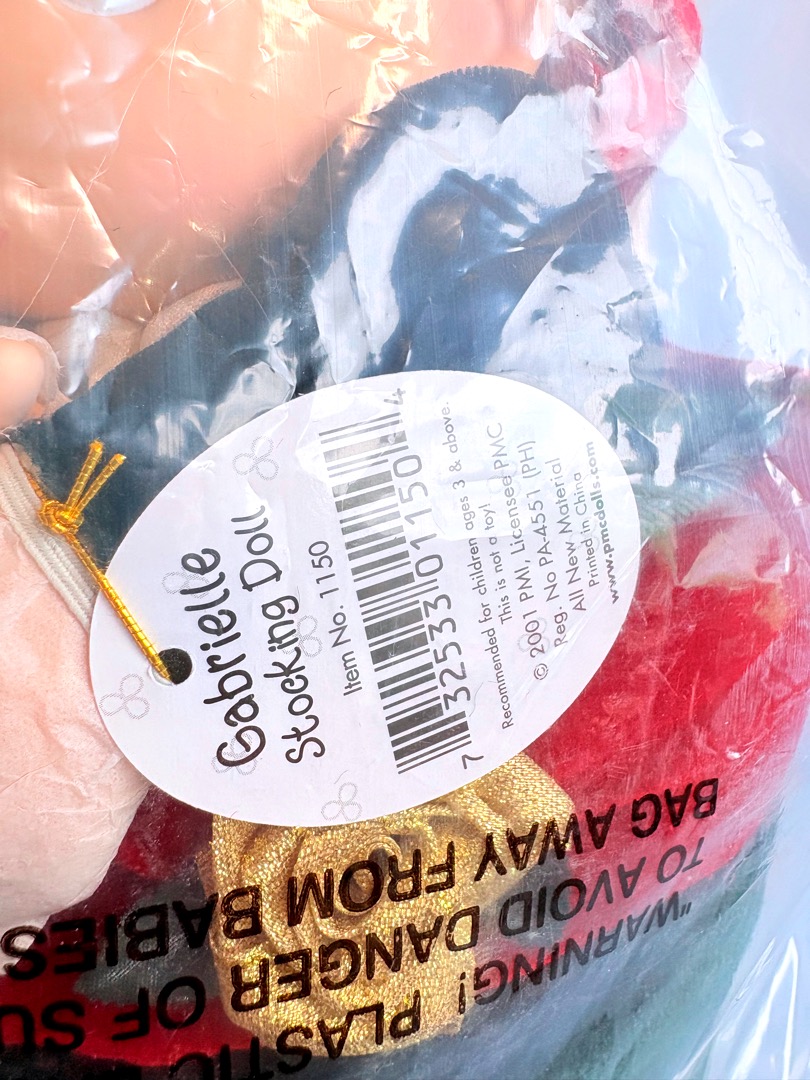 Gabrielle
Stocking Doll
Item No. 1150
7 32533 01150 4
Recommended for children ages 3 & above.
This is not a toy!
© 2001 PMI, Licensee PMC
Reg. No PA-4551 (PH)
All New Material
Printed in China
www.pmcdolls.com
"WARNING! PLASTIC
TO AVOID DANGER OF SU
BAG AWAY FROM BABIES